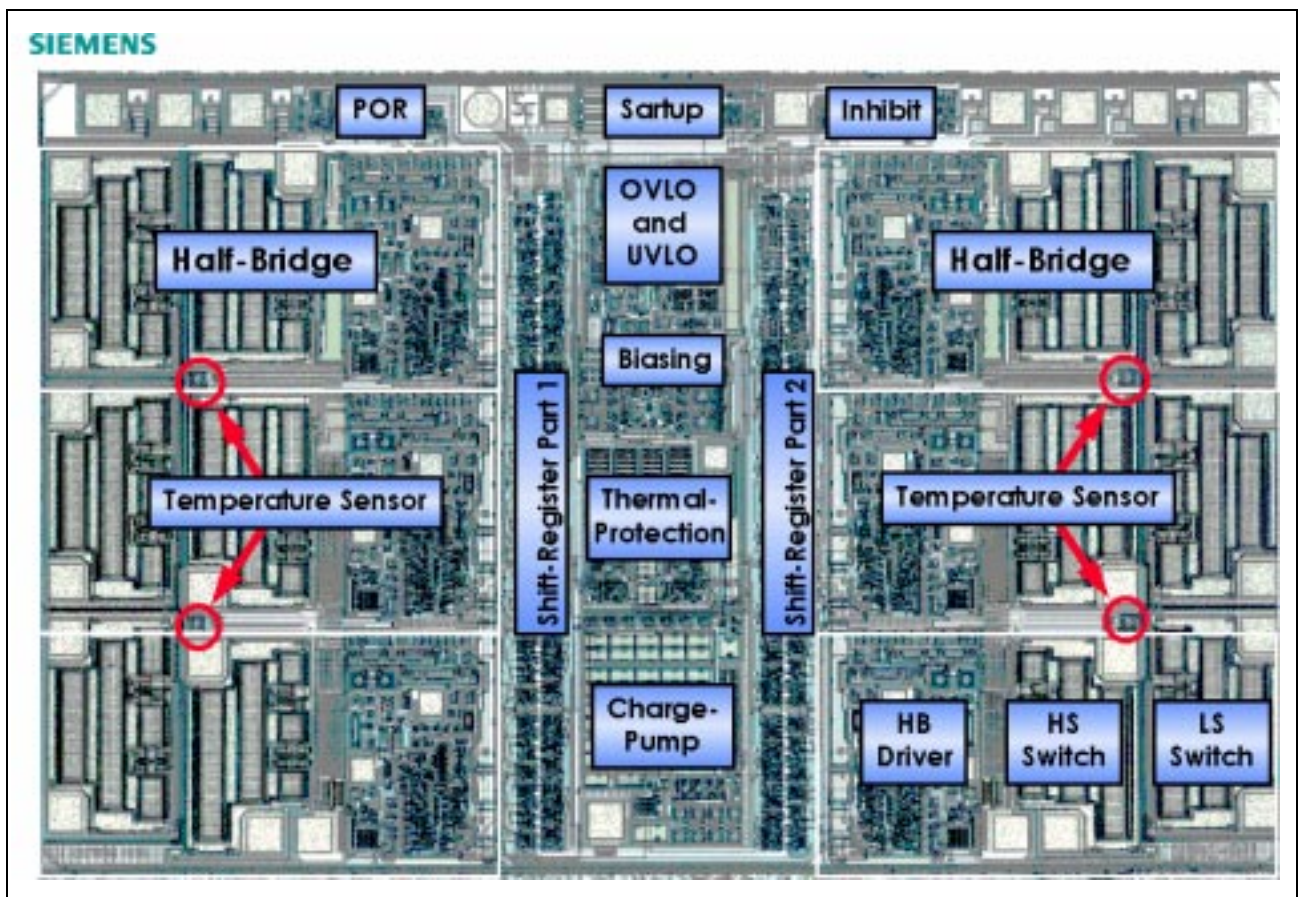 SIEMENS
POR
Sartup
Inhibit
OVLO
and
UVLO
Half-Bridge
Half-Bridge
Biasing
Shift-Register Part 1
Shift-Register Part 2
Temperature Sensor
Thermal-
Protection
Temperature Sensor
Charge-
Pump
HB
Driver
HS
Switch
LS
Switch